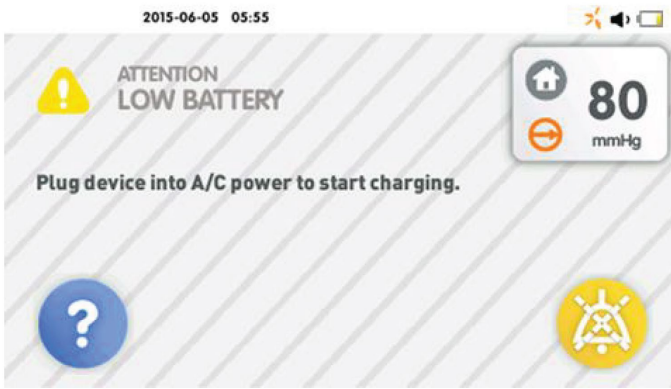 2015-06-05 05:55
ATTENTION
LOW BATTERY
80
mmHg
Plug device into A/C power to start charging.
?